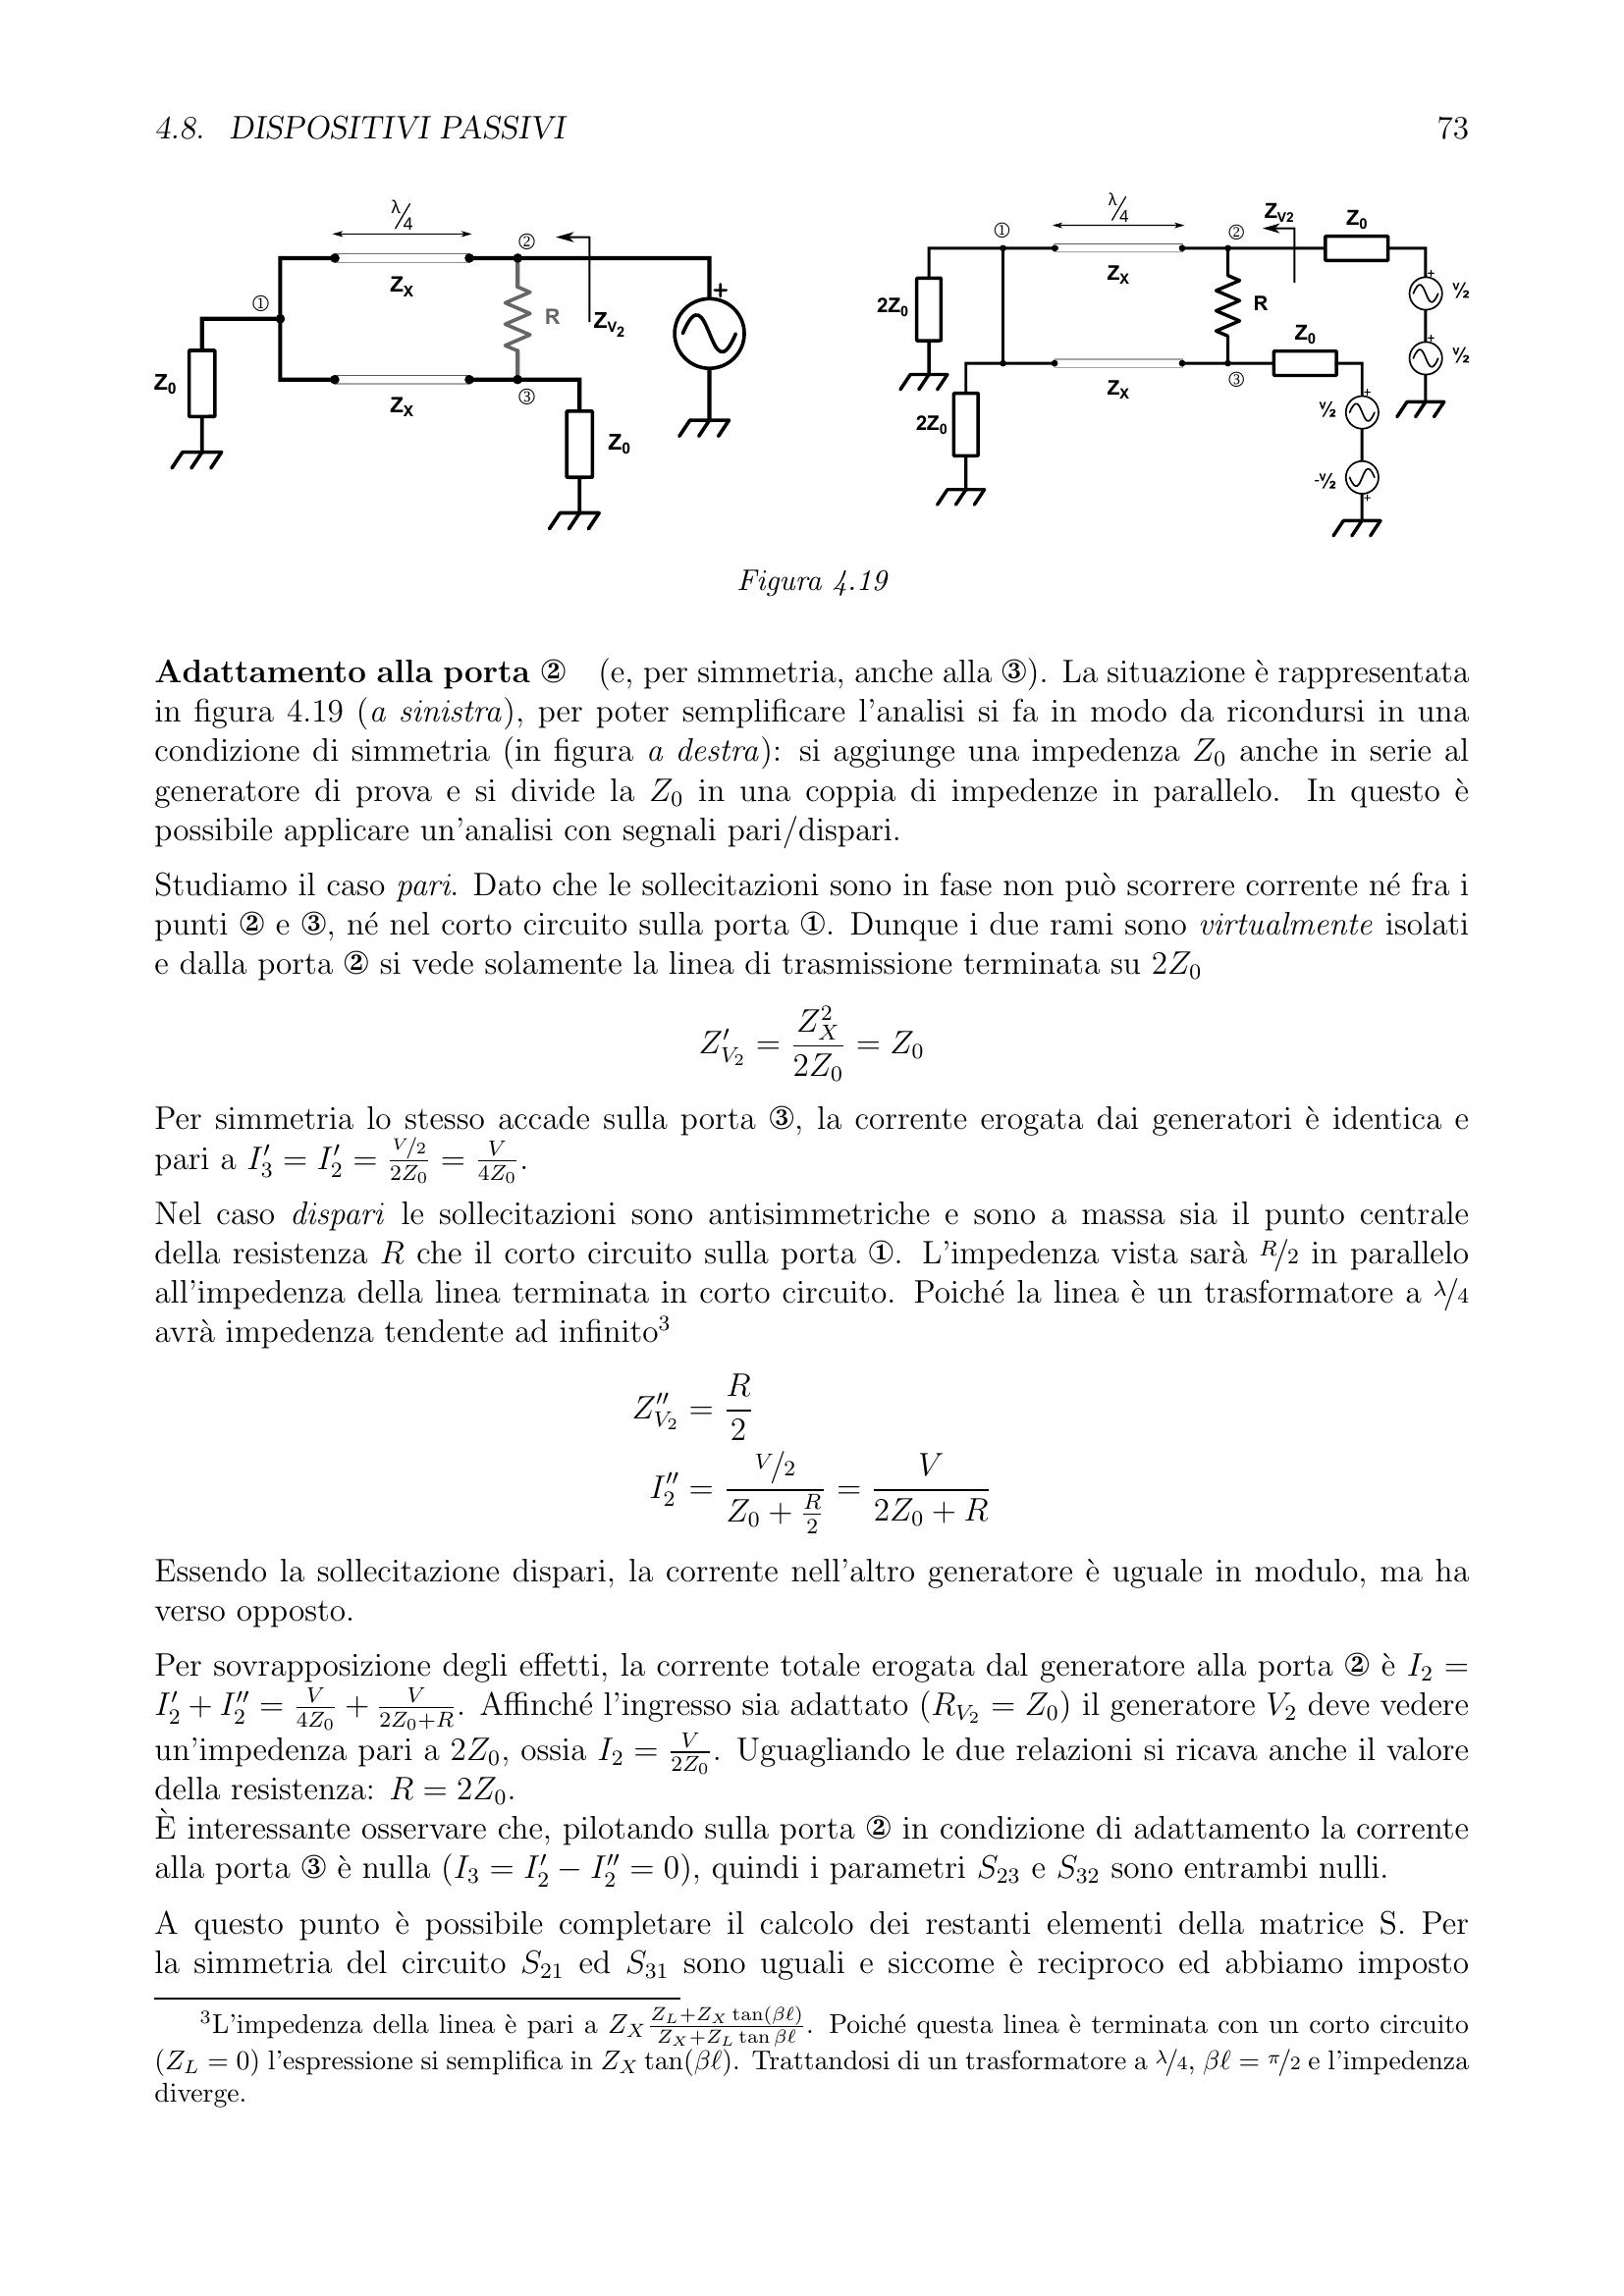 4.8. DISPOSITIVI PASSIVI 73
λ/4
②
Z_X
①
R
Z_V2
+
Z_0
Z_X
③
Z_0
λ/4
①
②
Z_V2
Z_0
Z_X
+
V/2
2Z_0
R
Z_0
+
V/2
Z_X
③
+
V/2
2Z_0
-V/2
+
Figura 4.19
Adattamento alla porta ② (e, per simmetria, anche alla ③). La situazione è rappresentata
in figura 4.19 (a sinistra), per poter semplificare l'analisi si fa in modo da ricondursi in una
condizione di simmetria (in figura a destra): si aggiunge una impedenza Z_0 anche in serie al
generatore di prova e si divide la Z_0 in una coppia di impedenze in parallelo. In questo è
possibile applicare un'analisi con segnali pari/dispari.
Studiamo il caso pari. Dato che le sollecitazioni sono in fase non può scorrere corrente né fra i
punti ② e ③, né nel corto circuito sulla porta ①. Dunque i due rami sono virtualmente isolati
e dalla porta ② si vede solamente la linea di trasmissione terminata su 2Z_0
Z'_{V_2} = \frac{Z_X^2}{2Z_0} = Z_0
Per simmetria lo stesso accade sulla porta ③, la corrente erogata dai generatori è identica e
pari a I'_3 = I'_2 = \frac{V/2}{2Z_0} = \frac{V}{4Z_0}.
Nel caso dispari le sollecitazioni sono antisimmetriche e sono a massa sia il punto centrale
della resistenza R che il corto circuito sulla porta ①. L'impedenza vista sarà R/2 in parallelo
all'impedenza della linea terminata in corto circuito. Poiché la linea è un trasformatore a λ/4
avrà impedenza tendente ad infinito³
Z''_{V_2} = \frac{R}{2}
I''_2 = \frac{V/2}{Z_0 + \frac{R}{2}} = \frac{V}{2Z_0 + R}
Essendo la sollecitazione dispari, la corrente nell'altro generatore è uguale in modulo, ma ha
verso opposto.
Per sovrapposizione degli effetti, la corrente totale erogata dal generatore alla porta ② è I_2 =
I'_2 + I''_2 = \frac{V}{4Z_0} + \frac{V}{2Z_0+R}. Affinché l'ingresso sia adattato (R_{V_2} = Z_0) il generatore V_2 deve vedere
un'impedenza pari a 2Z_0, ossia I_2 = \frac{V}{2Z_0}. Uguagliando le due relazioni si ricava anche il valore
della resistenza: R = 2Z_0.
È interessante osservare che, pilotando sulla porta ② in condizione di adattamento la corrente
alla porta ③ è nulla (I_3 = I'_2 − I''_2 = 0), quindi i parametri S_{23} e S_{32} sono entrambi nulli.
A questo punto è possibile completare il calcolo dei restanti elementi della matrice S. Per
la simmetria del circuito S_{21} ed S_{31} sono uguali e siccome è reciproco ed abbiamo imposto
³L'impedenza della linea è pari a Z_X \frac{Z_L+Z_X \tan(βℓ)}{Z_X+Z_L \tan βℓ}. Poiché questa linea è terminata con un corto circuito
(Z_L = 0) l'espressione si semplifica in Z_X tan(βℓ). Trattandosi di un trasformatore a λ/4, βℓ = π/2 e l'impedenza
diverge.